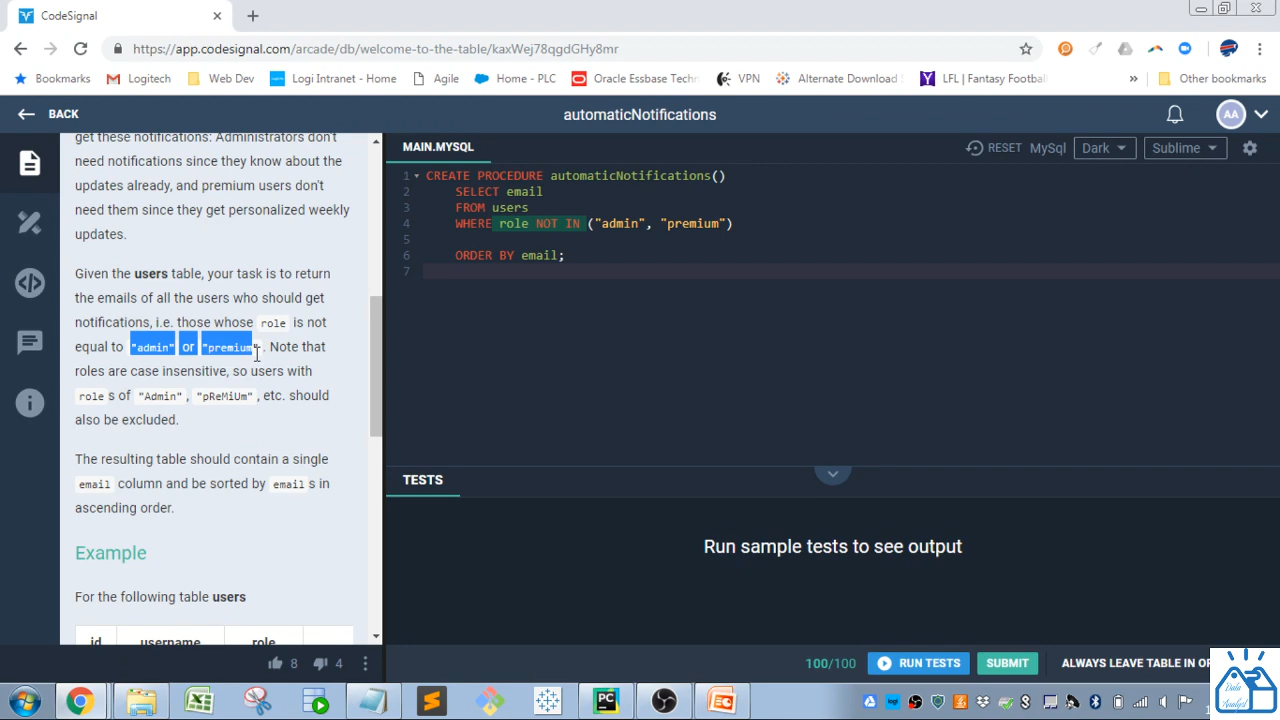 CodeSignal
https://app.codesignal.com/arcade/db/welcome-to-the-table/kaxWej78qgdGHy8mr
Bookmarks Logitech Web Dev Logi Intranet - Home Agile Home - PLC Oracle Essbase Techn VPN Alternate Download LFL | Fantasy Football » Other bookmarks
BACK automaticNotifications AA
get these notifications: Administrators don't
need notifications since they know about the
updates already, and premium users don't
need them since they get personalized weekly
updates.
Given the users table, your task is to return
the emails of all the users who should get
notifications, i.e. those whose role is not
equal to "admin" or "premium". Note that
roles are case insensitive, so users with
role s of "Admin", "pReMiUm", etc. should
also be excluded.
The resulting table should contain a single
email column and be sorted by email s in
ascending order.
Example
For the following table users
id username role
8 4
MAIN.MYSQL RESET MySql Dark Sublime
1 CREATE PROCEDURE automaticNotifications()
2 SELECT email
3 FROM users
4 WHERE role NOT IN ("admin", "premium")
5
6 ORDER BY email;
7
TESTS
Run sample tests to see output
100/100 RUN TESTS SUBMIT ALWAYS LEAVE TABLE IN OR
PC
Data
Analyst